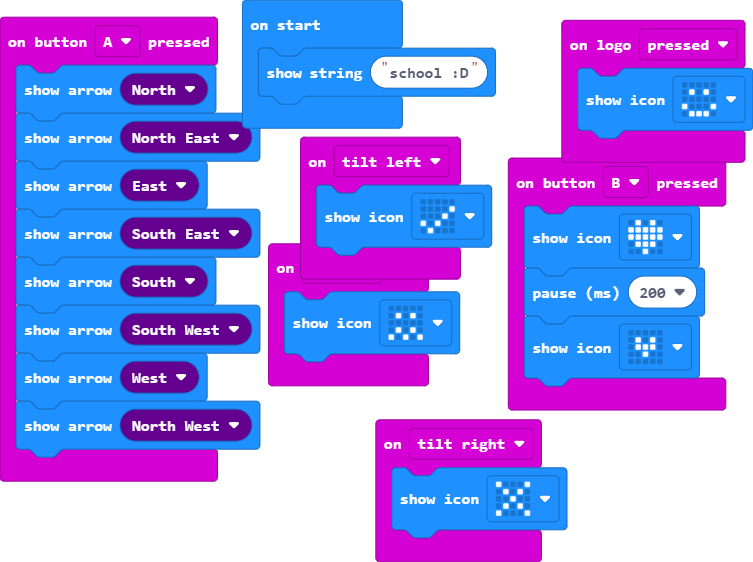 on button A pressed
show arrow North
show arrow North East
show arrow East
show arrow South East
show arrow South
show arrow South West
show arrow West
show arrow North West
on start
show string "school :D"
on tilt left
show icon
on
show icon
on logo pressed
show icon
on button B pressed
show icon
pause (ms) 200
show icon
on tilt right
show icon